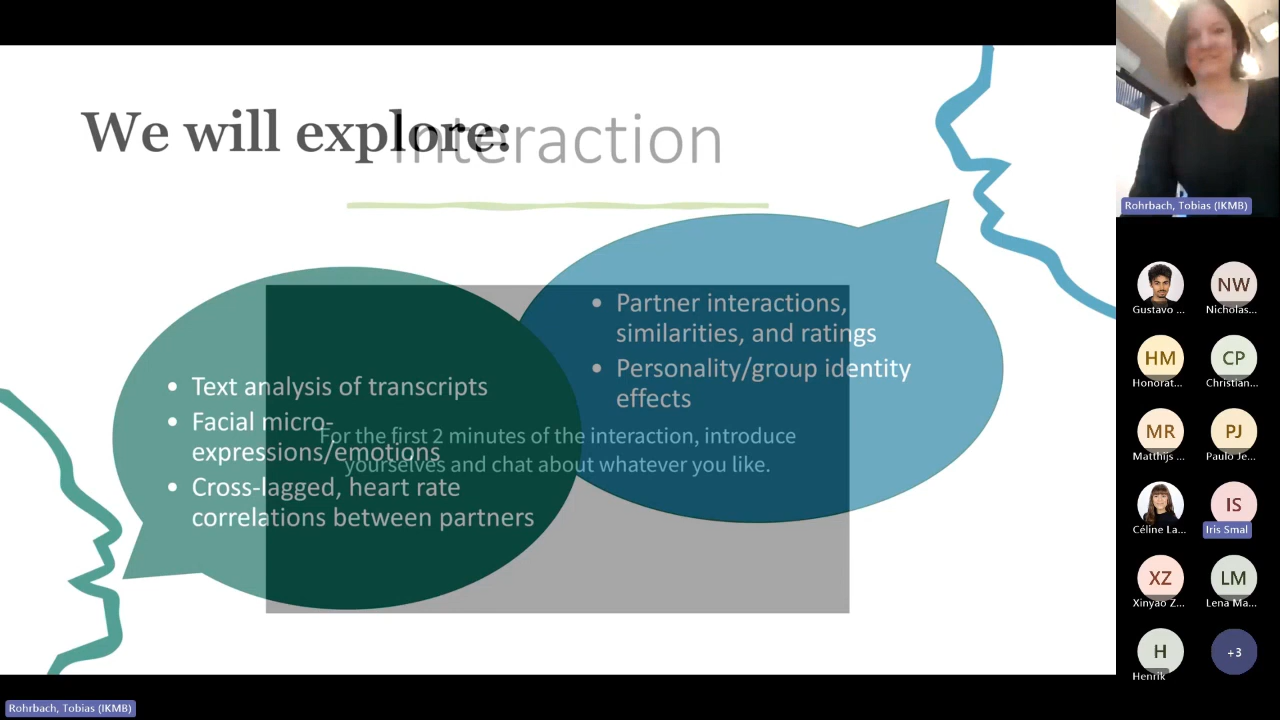 We will explore:
Interaction
Partner interactions,
similarities, and ratings
Personality/group identity
effects
Text analysis of transcripts
Facial micro-
expressions/emotions
Cross-lagged, heart rate
correlations between partners
For the first 2 minutes of the interaction, introduce
yourselves and chat about whatever you like.
Rohrbach, Tobias (IKMB)
NW
Gustavo ...
Nicholas...
HM
CP
Honorat...
Christian...
MR
PJ
Matthijs ...
Paulo Je...
IS
Céline La...
Iris Smal
XZ
LM
Xinyao Z...
Lena Ma...
H
+3
Henrik
Rohrbach, Tobias (IKMB)